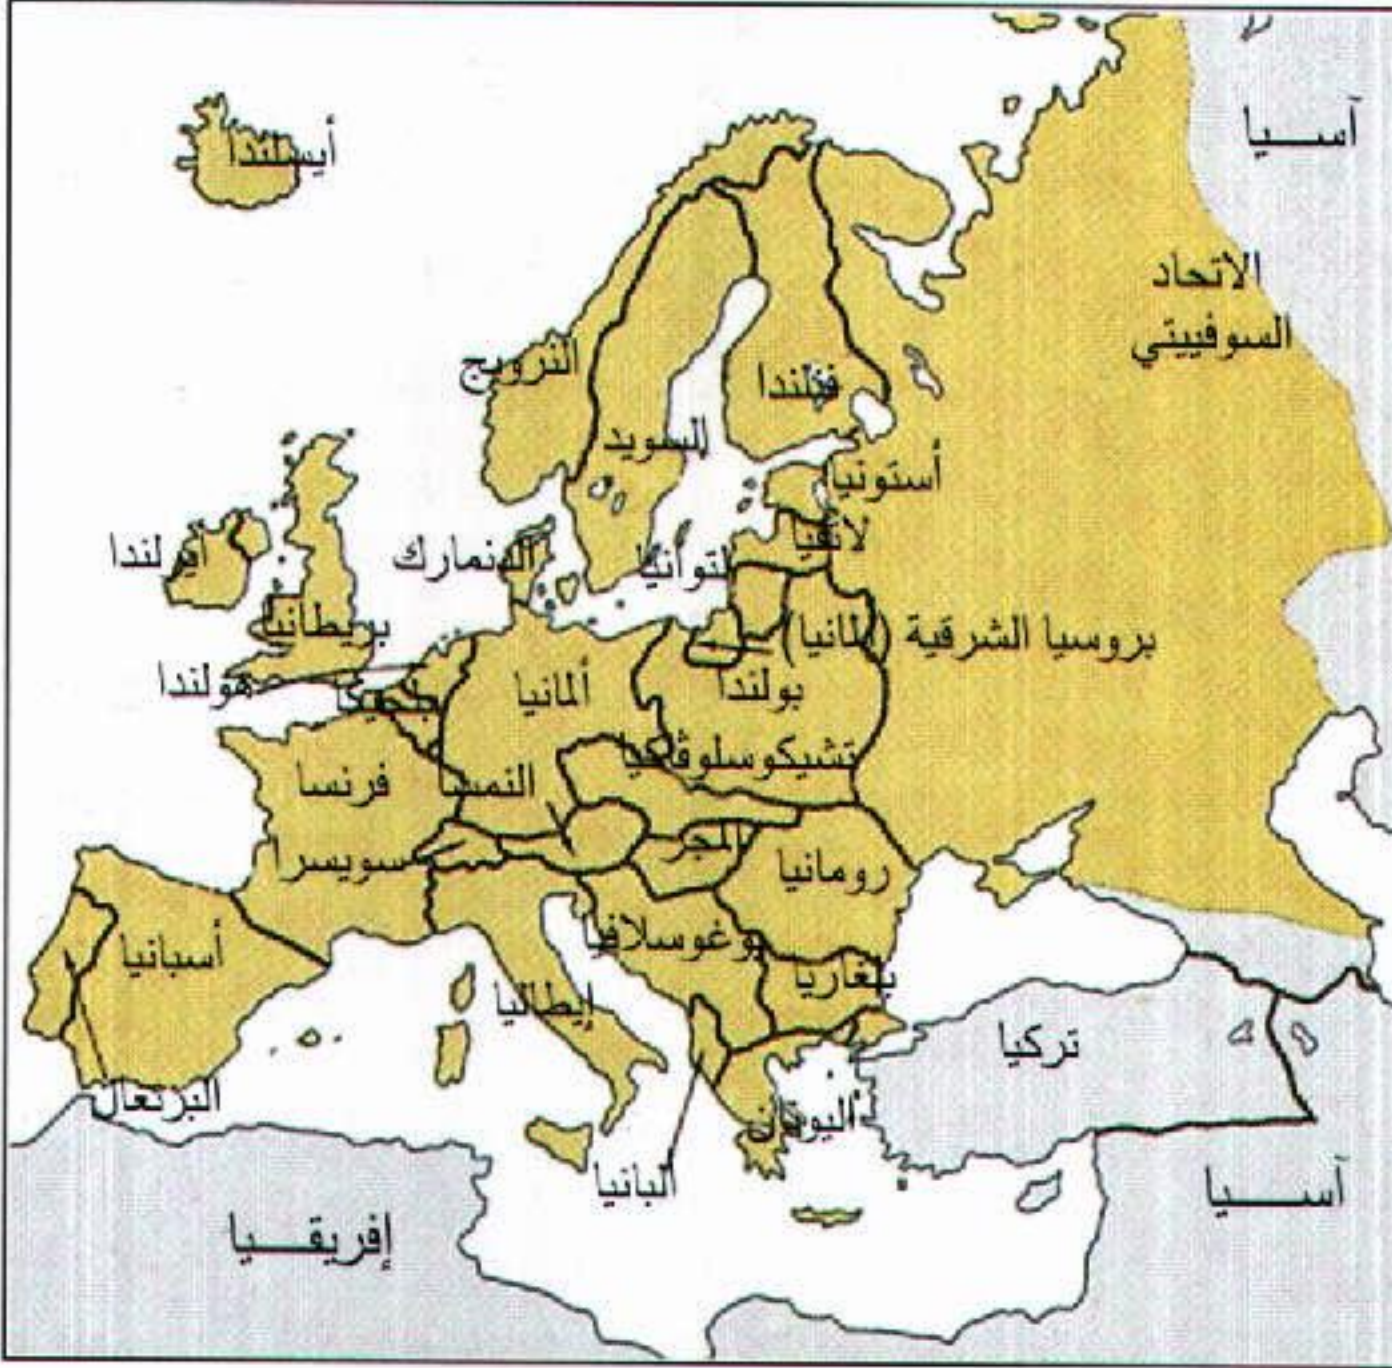 آسيا
أيسلندا
الاتحاد
السوفييتي
النرويج
فنلندا
السويد
أستونيا
لاتفيا
أيرلندا
الدنمارك
لتوانيا
بريطانيا
بروسيا الشرقية (ألمانيا)
هولندا
بلجيكا
ألمانيا
بولندا
تشيكوسلوڤاكيا
فرنسا
النمسا
المجر
سويسرا
رومانيا
أسبانيا
يوغوسلافيا
بلغاريا
إيطاليا
تركيا
البرتغال
اليونان
ألبانيا
آسيا
إفريقيا